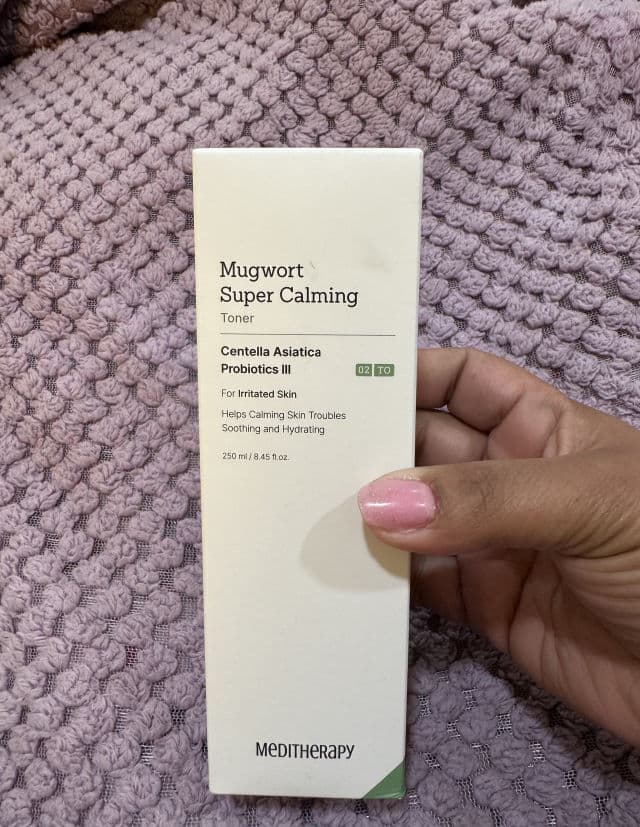 Mugwort
Super Calming
Toner
Centella Asiatica
Probiotics III
02 TO
For Irritated Skin
Helps Calming Skin Troubles
Soothing and Hydrating
250 ml / 8.45 fl.oz.
MEDITHERAPY